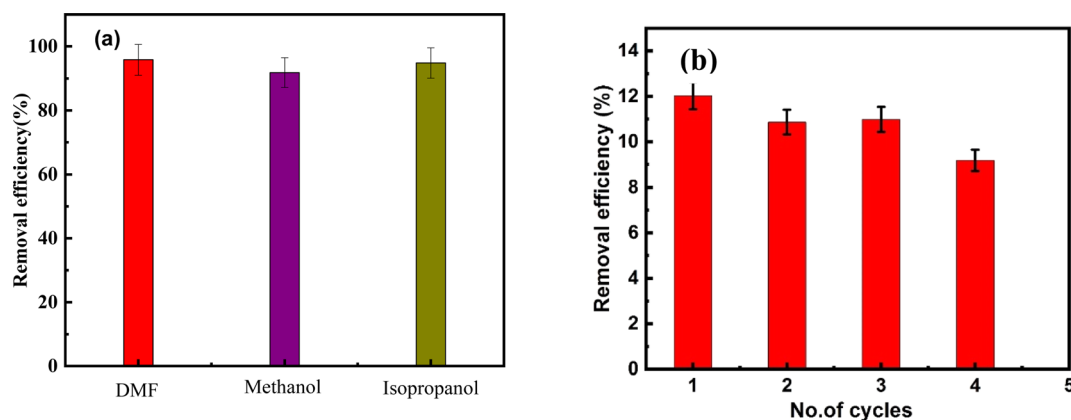 (a)
Removal efficiency(%)
100
80
60
40
20
0
DMF Methanol Isopropanol
(b)
Removal efficiency (%)
14
12
10
8
6
4
2
0
1 2 3 4 5
No.of cycles